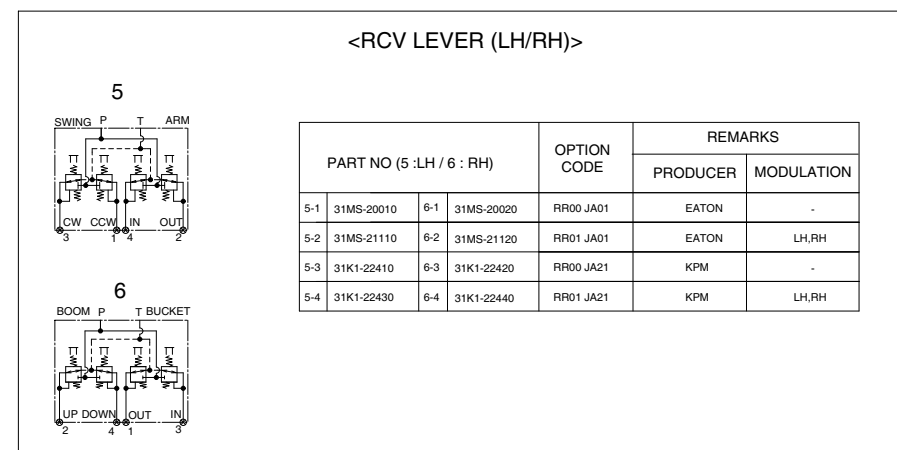 <RCV LEVER (LH/RH)>
5
SWING P T ARM
CW CCW IN OUT
3 1 4 2
6
BOOM P T BUCKET
UP DOWN OUT IN
2 4 1 3
PART NO (5 :LH / 6 : RH) OPTION CODE REMARKS
PRODUCER MODULATION
5-1 31MS-20010 6-1 31MS-20020 RR00 JA01 EATON -
5-2 31MS-21110 6-2 31MS-21120 RR01 JA01 EATON LH,RH
5-3 31K1-22410 6-3 31K1-22420 RR00 JA21 KPM -
5-4 31K1-22430 6-4 31K1-22440 RR01 JA21 KPM LH,RH